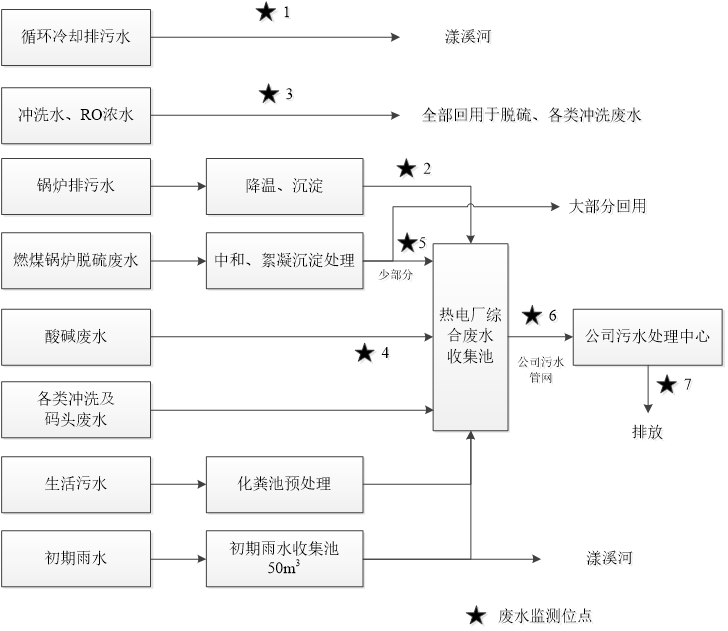 ★ 1
循环冷却排污水
漾溪河
★ 3
冲洗水、RO浓水
全部回用于脱硫、各类冲洗废水
★ 2
锅炉排污水
降温、沉淀
大部分回用
★ 5
燃煤锅炉脱硫废水
中和、絮凝沉淀处理
少部分
热电厂综
合废水
收集池
★ 6
酸碱废水
★ 4
公司污水处理中心
公司污水
管网
★ 7
各类冲洗及
码头废水
排放
生活污水
化粪池预处理
初期雨水
初期雨水收集池
50m³
漾溪河
★ 废水监测位点